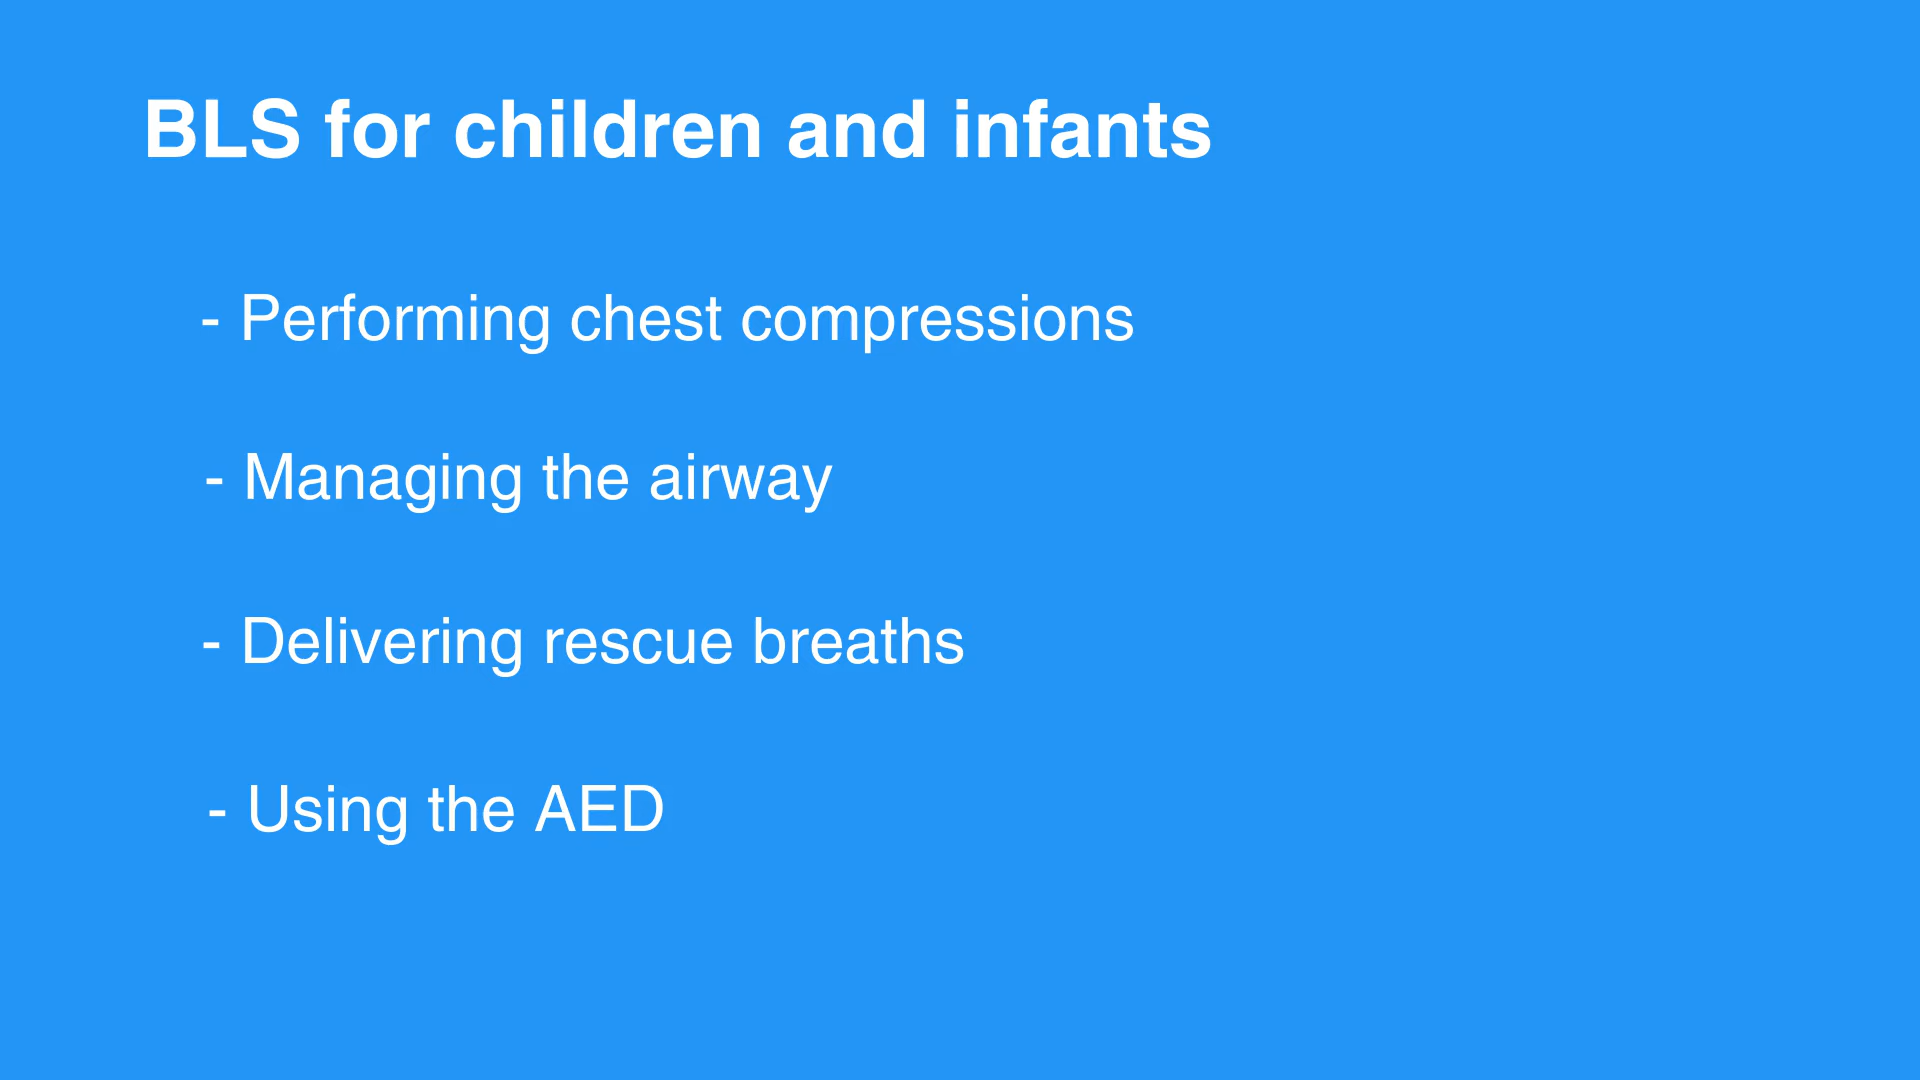 BLS for children and infants
- Performing chest compressions
- Managing the airway
- Delivering rescue breaths
- Using the AED